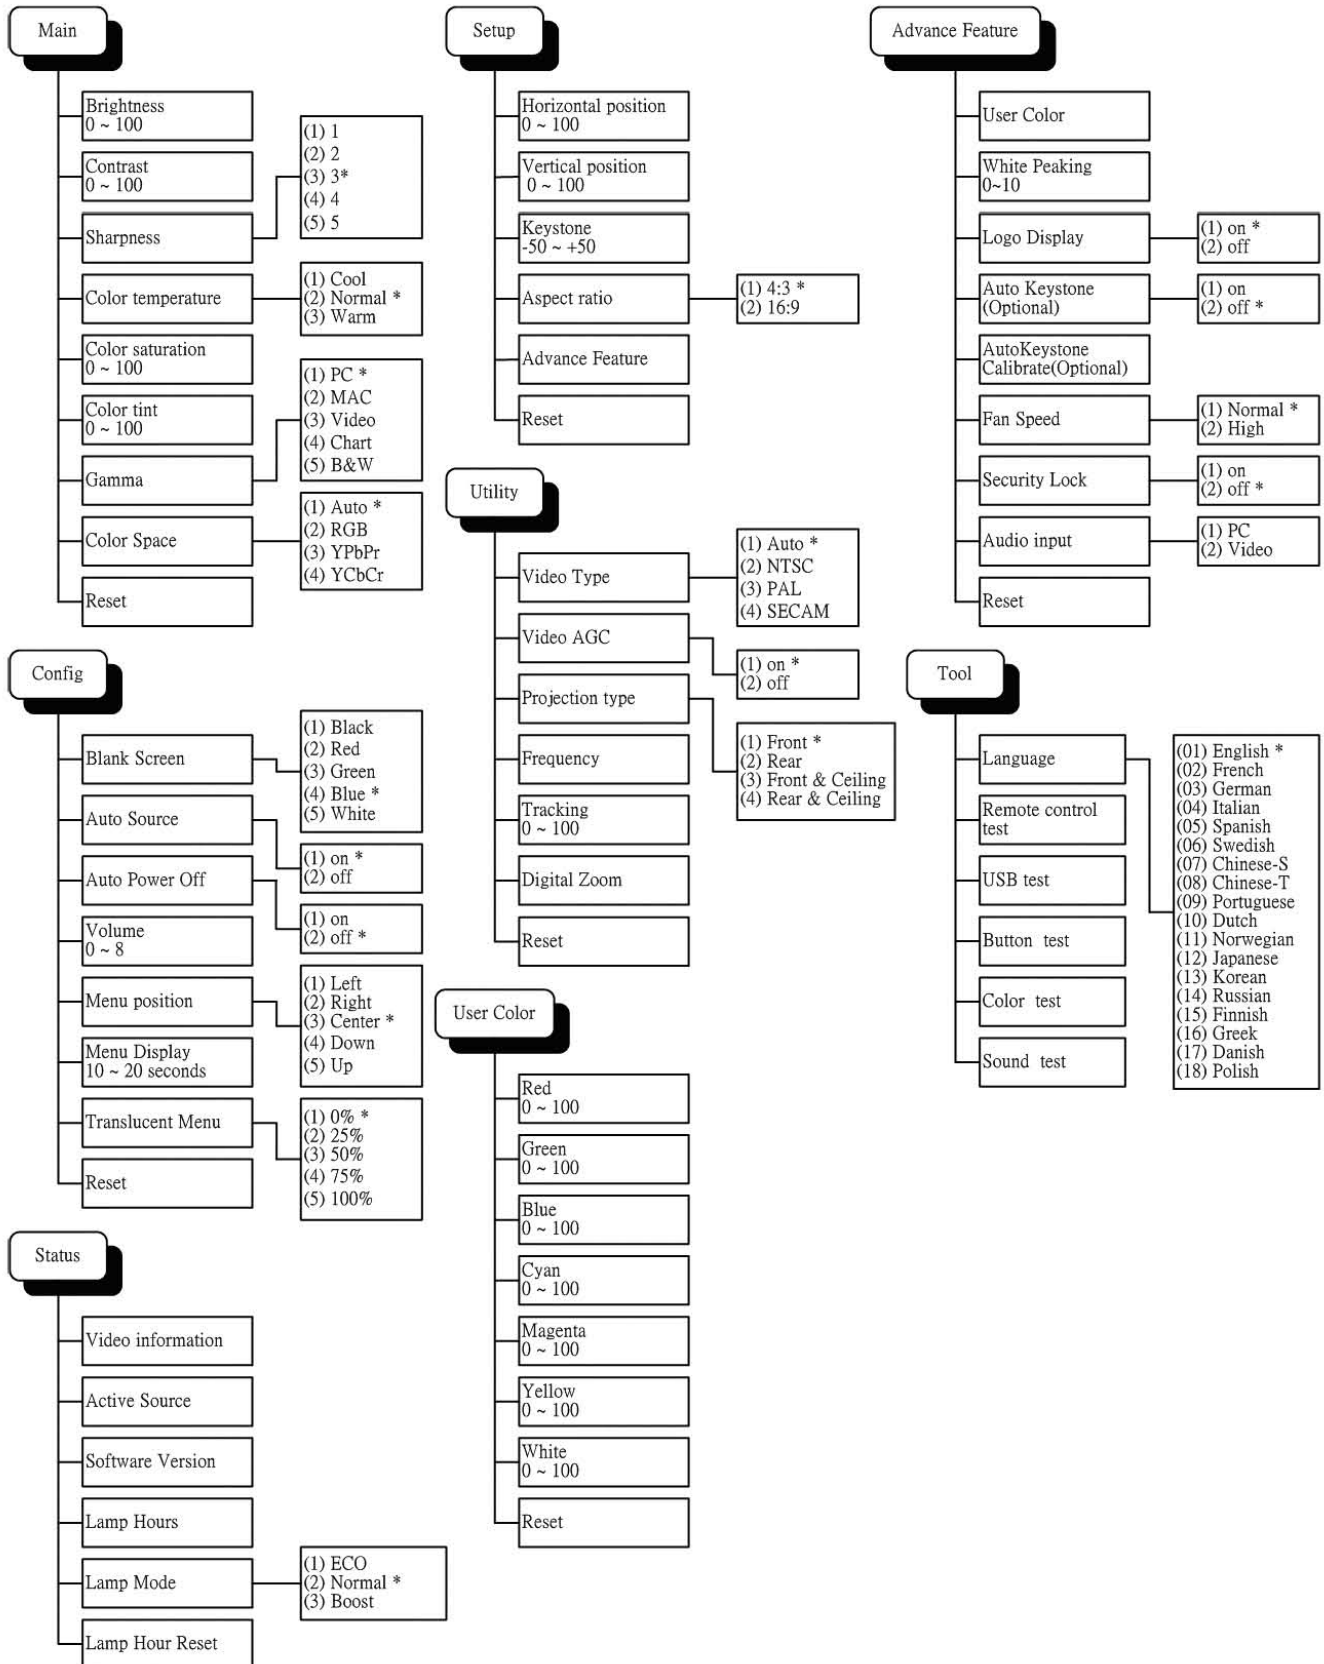 Main
Brightness
0 ~ 100
Contrast
0 ~ 100
Sharpness
(1) 1
(2) 2
(3) 3*
(4) 4
(5) 5
Color temperature
(1) Cool
(2) Normal *
(3) Warm
Color saturation
0 ~ 100
Color tint
0 ~ 100
Gamma
(1) PC *
(2) MAC
(3) Video
(4) Chart
(5) B&W
Color Space
(1) Auto *
(2) RGB
(3) YPbPr
(4) YCbCr
Reset
Config
Blank Screen
(1) Black
(2) Red
(3) Green
(4) Blue *
(5) White
Auto Source
(1) on *
(2) off
Auto Power Off
(1) on
(2) off *
Volume
0 ~ 8
Menu position
(1) Left
(2) Right
(3) Center *
(4) Down
(5) Up
Menu Display
10 ~ 20 seconds
Translucent Menu
(1) 0% *
(2) 25%
(3) 50%
(4) 75%
(5) 100%
Reset
Status
Video information
Active Source
Software Version
Lamp Hours
Lamp Mode
(1) ECO
(2) Normal *
(3) Boost
Lamp Hour Reset
Setup
Horizontal position
0 ~ 100
Vertical position
0 ~ 100
Keystone
-50 ~ +50
Aspect ratio
(1) 4:3 *
(2) 16:9
Advance Feature
Reset
Utility
Video Type
(1) Auto *
(2) NTSC
(3) PAL
(4) SECAM
Video AGC
(1) on *
(2) off
Projection type
(1) Front *
(2) Rear
(3) Front & Ceiling
(4) Rear & Ceiling
Frequency
Tracking
0 ~ 100
Digital Zoom
Reset
User Color
Red
0 ~ 100
Green
0 ~ 100
Blue
0 ~ 100
Cyan
0 ~ 100
Magenta
0 ~ 100
Yellow
0 ~ 100
White
0 ~ 100
Reset
Advance Feature
User Color
White Peaking
0~10
Logo Display
(1) on *
(2) off
Auto Keystone
(Optional)
(1) on
(2) off *
AutoKeystone
Calibrate(Optional)
Fan Speed
(1) Normal *
(2) High
Security Lock
(1) on
(2) off *
Audio input
(1) PC
(2) Video
Reset
Tool
Language
(01) English *
(02) French
(03) German
(04) Italian
(05) Spanish
(06) Swedish
(07) Chinese-S
(08) Chinese-T
(09) Portuguese
(10) Dutch
(11) Norwegian
(12) Japanese
(13) Korean
(14) Russian
(15) Finnish
(16) Greek
(17) Danish
(18) Polish
Remote control
test
USB test
Button test
Color test
Sound test